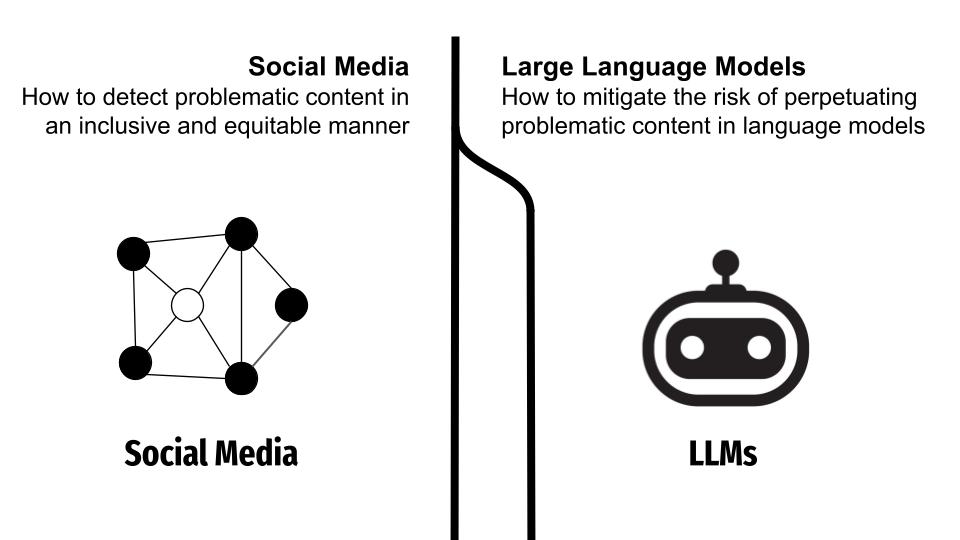 Social Media
How to detect problematic content in
an inclusive and equitable manner
Large Language Models
How to mitigate the risk of perpetuating
problematic content in language models
Social Media
LLMs